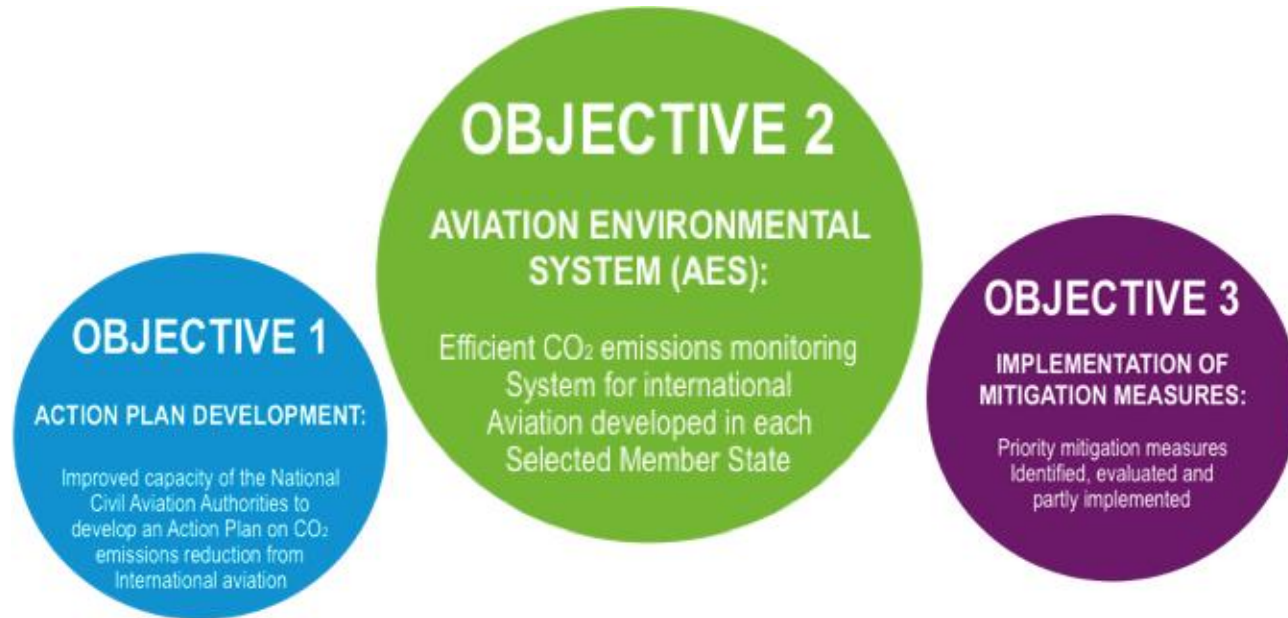 OBJECTIVE 1
ACTION PLAN DEVELOPMENT:
Improved capacity of the National
Civil Aviation Authorities to
develop an Action Plan on CO₂
emissions reduction from
International aviation
OBJECTIVE 2
AVIATION ENVIRONMENTAL
SYSTEM (AES):
Efficient CO₂ emissions monitoring
System for international
Aviation developed in each
Selected Member State
OBJECTIVE 3
IMPLEMENTATION OF
MITIGATION MEASURES:
Priority mitigation measures
Identified, evaluated and
partly implemented